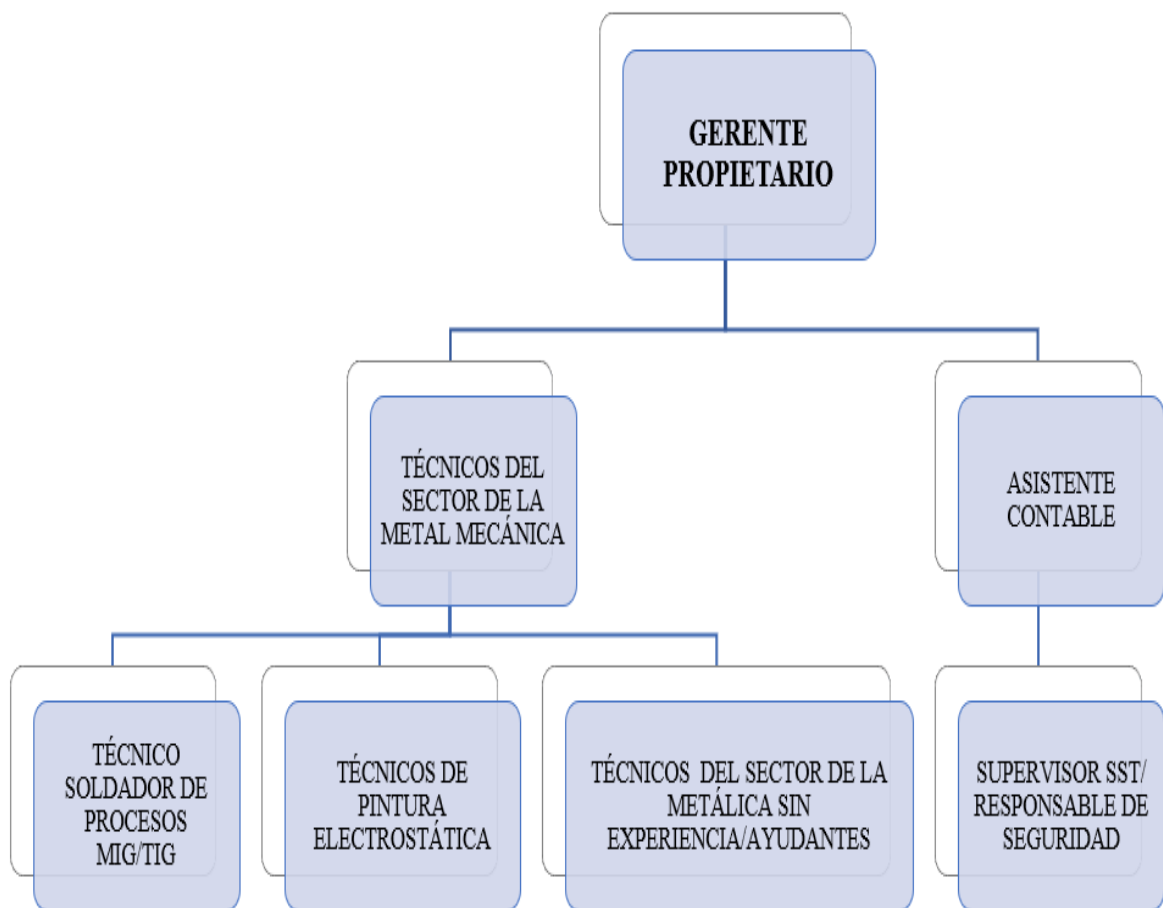 GERENTE
PROPIETARIO
TÉCNICOS DEL
SECTOR DE LA
METAL MECÁNICA
ASISTENTE
CONTABLE
TÉCNICO
SOLDADOR DE
PROCESOS
MIG/TIG
TÉCNICOS DE
PINTURA
ELECTROSTÁTICA
TÉCNICOS DEL SECTOR DE LA
METÁLICA SIN
EXPERIENCIA/AYUDANTES
SUPERVISOR SST/
RESPONSABLE DE
SEGURIDAD